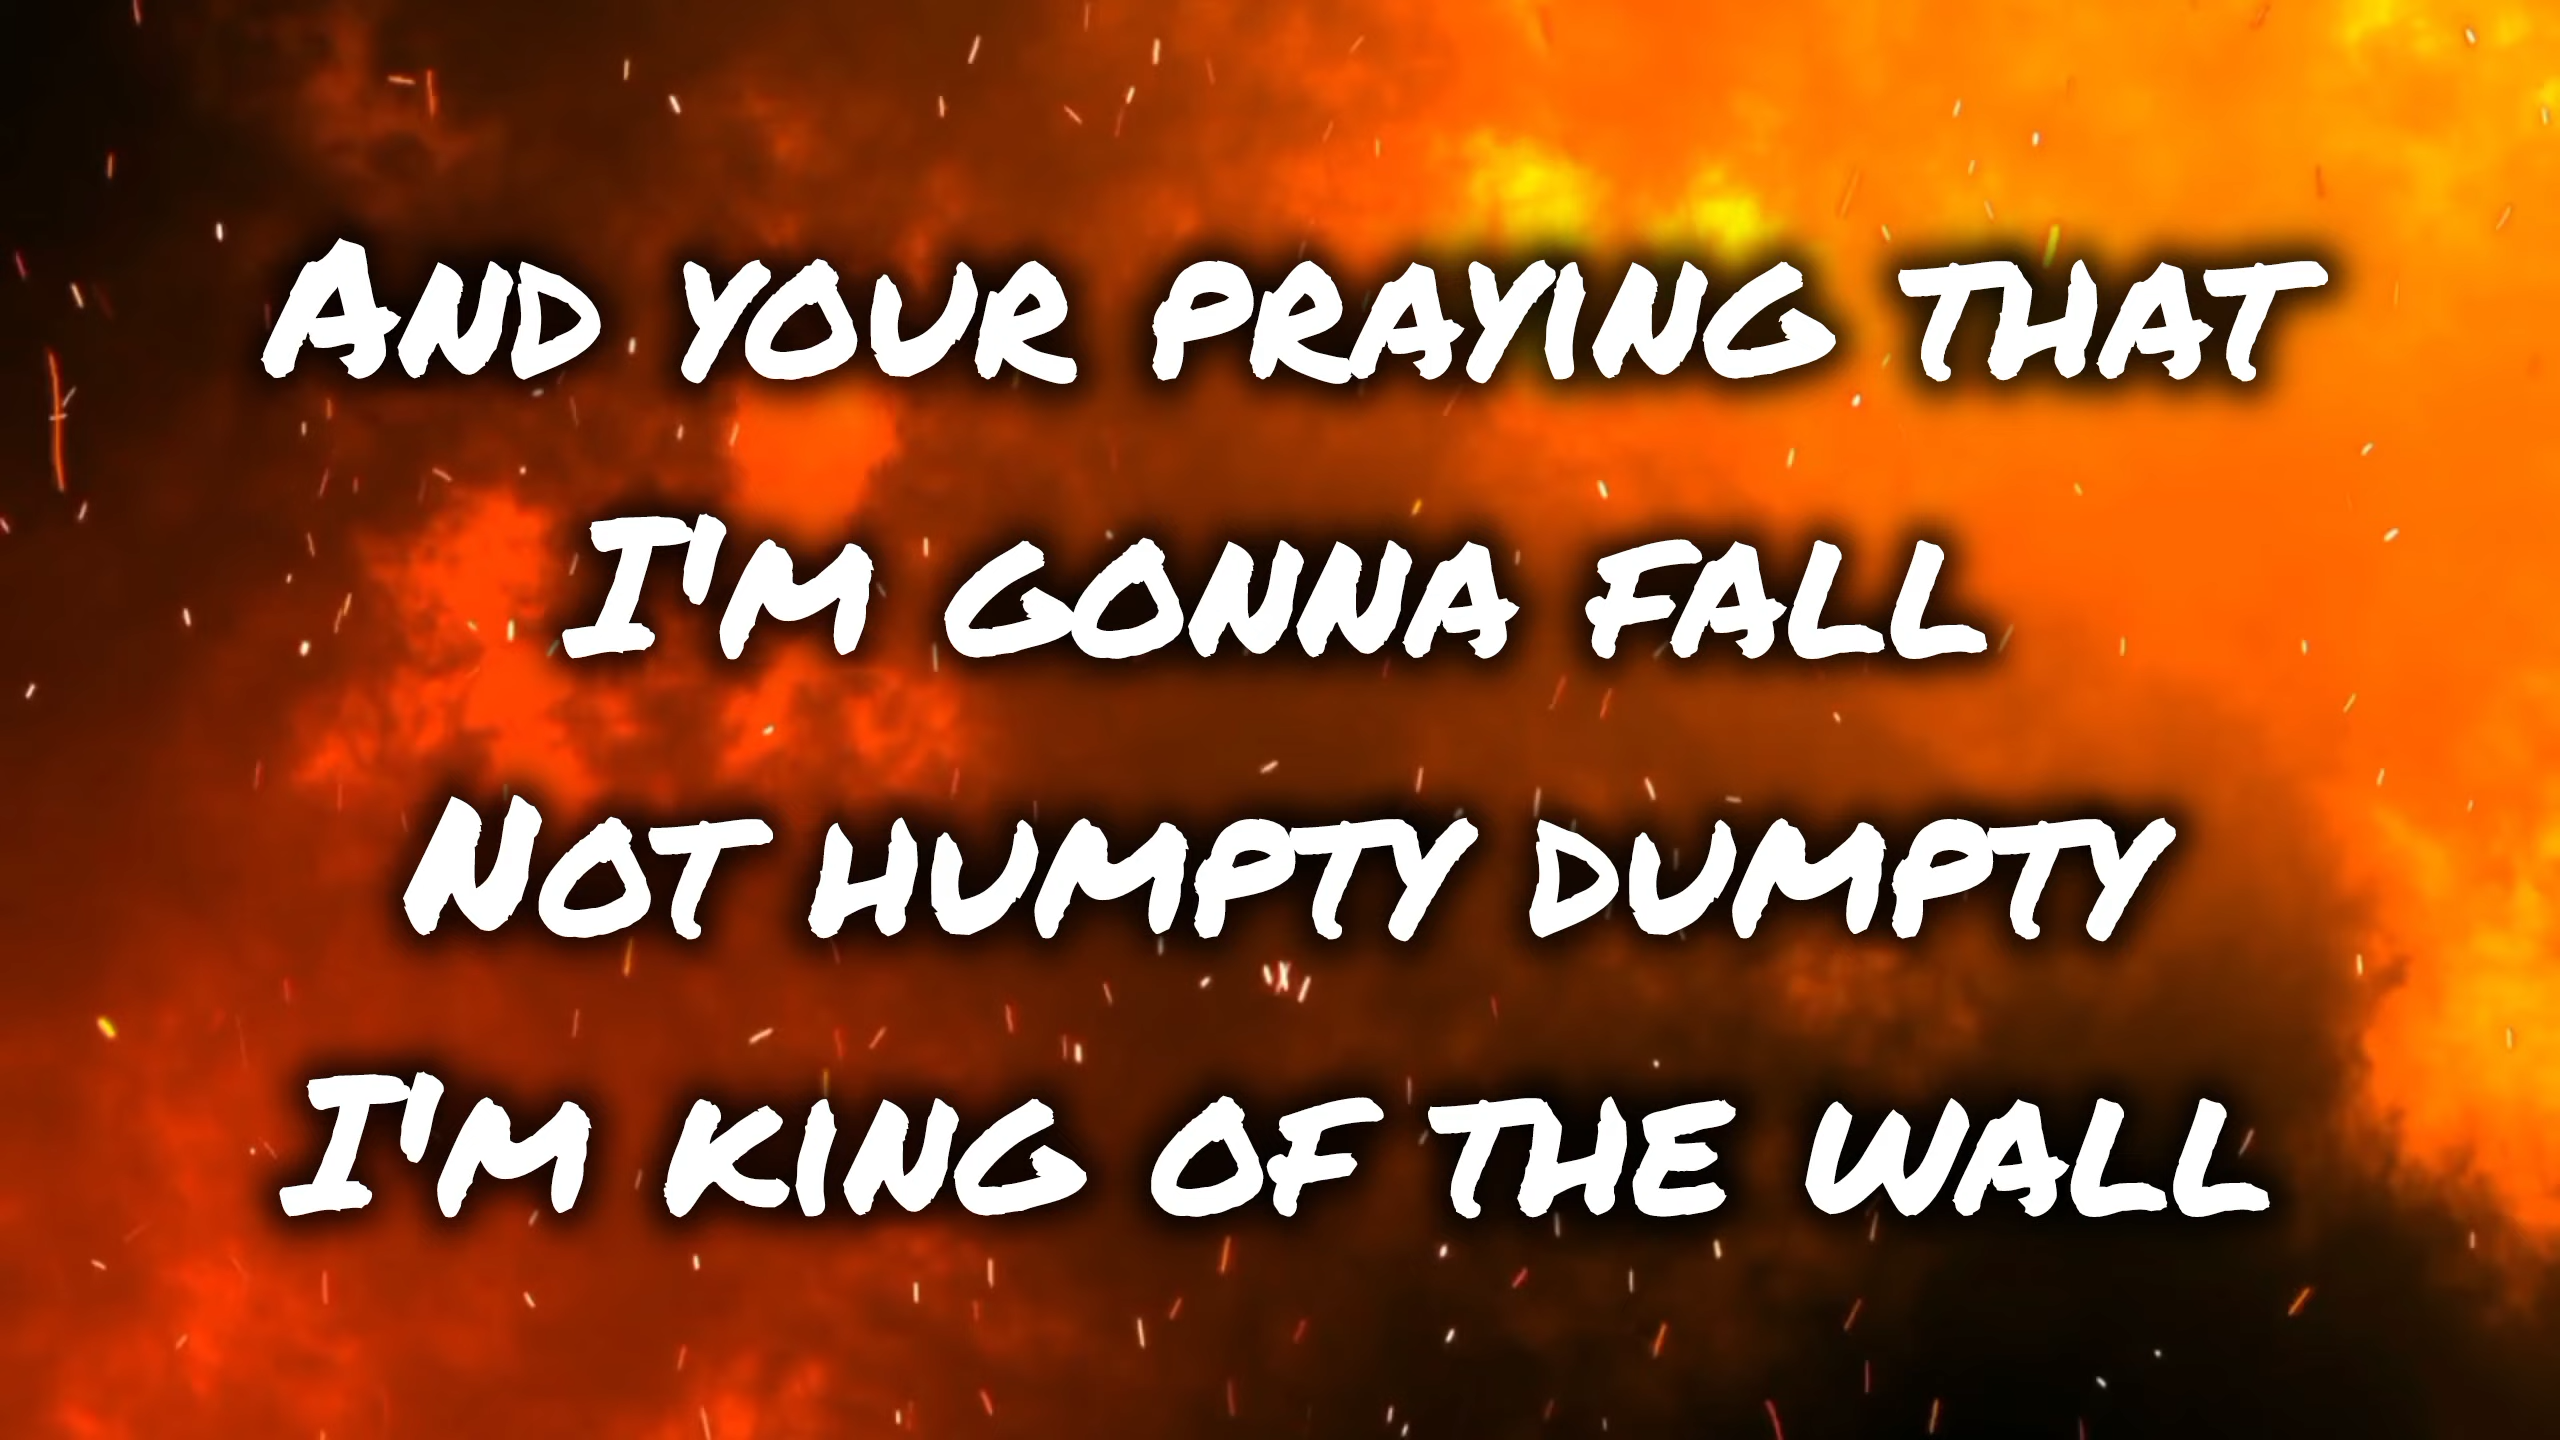 And your praying that
I'm gonna fall
Not humpty dumpty
I'm king of the wall